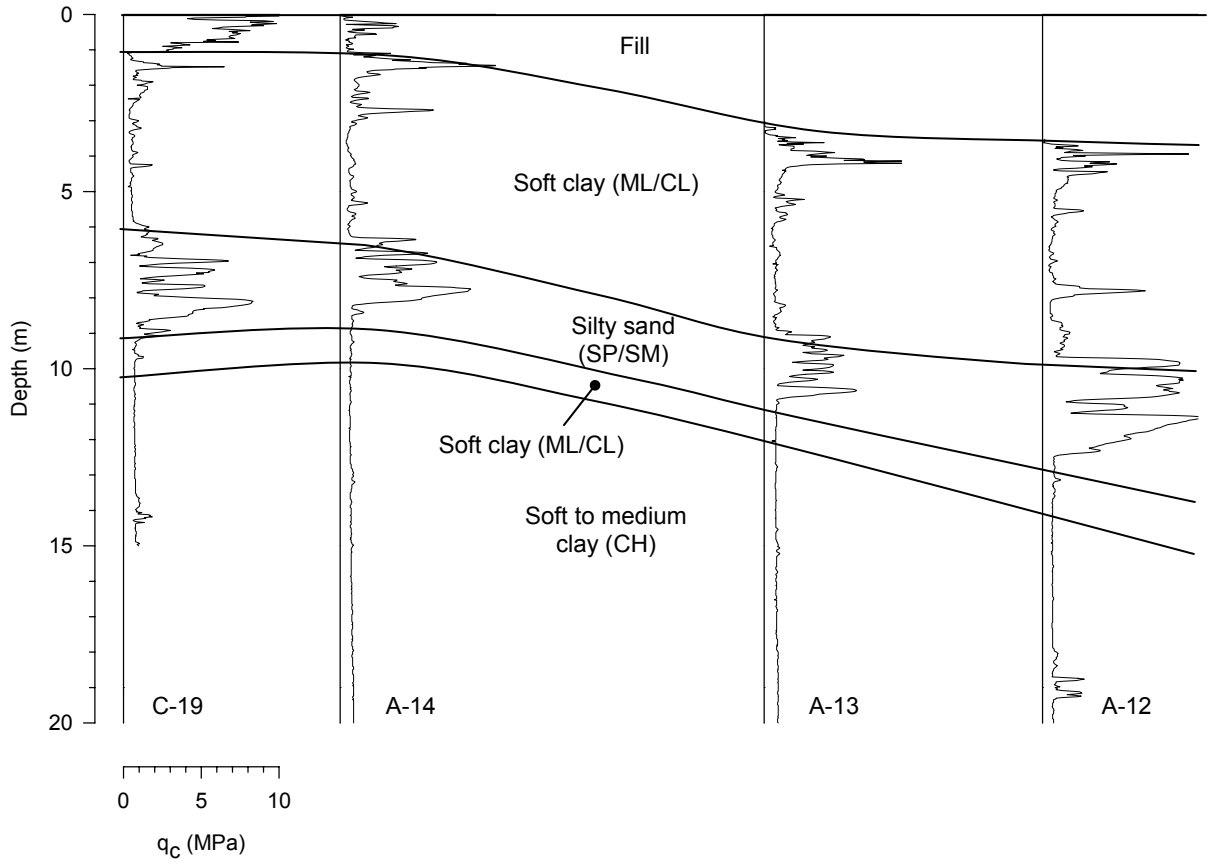 0
Fill
Soft clay (ML/CL)
5
Depth (m)
Silty sand
(SP/SM)
10
Soft clay (ML/CL)
Soft to medium
clay (CH)
15
C-19 A-14 A-13 A-12
20
0 5 10
qc (MPa)